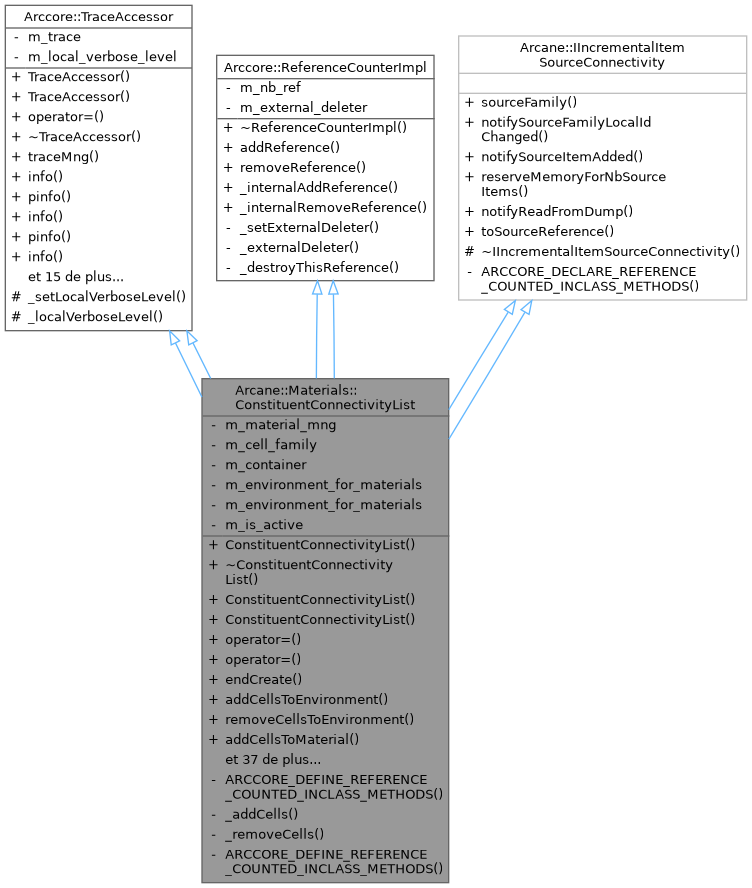 Arccore::TraceAccessor
- m_trace
- m_local_verbose_level
+ TraceAccessor()
+ TraceAccessor()
+ operator=()
+ ~TraceAccessor()
+ traceMng()
+ info()
+ pinfo()
+ info()
+ pinfo()
+ info()
et 15 de plus...
# _setLocalVerboseLevel()
# _localVerboseLevel()
Arccore::ReferenceCounterImpl
- m_nb_ref
- m_external_deleter
+ ~ReferenceCounterImpl()
+ addReference()
+ removeReference()
+ _internalAddReference()
+ _internalRemoveReference()
- _setExternalDeleter()
- _externalDeleter()
- _destroyThisReference()
Arcane::IIncrementalItem
SourceConnectivity
+ sourceFamily()
+ notifySourceFamilyLocalId
Changed()
+ notifySourceItemAdded()
+ reserveMemoryForNbSource
Items()
+ notifyReadFromDump()
+ toSourceReference()
# ~IIncrementalItemSourceConnectivity()
- ARCCORE_DECLARE_REFERENCE
_COUNTED_INCLASS_METHODS()
Arcane::Materials::
ConstituentConnectivityList
- m_material_mng
- m_cell_family
- m_container
- m_environment_for_materials
- m_environment_for_materials
- m_is_active
+ ConstituentConnectivityList()
+ ~ConstituentConnectivity
List()
+ ConstituentConnectivityList()
+ ConstituentConnectivityList()
+ operator=()
+ operator=()
+ endCreate()
+ addCellsToEnvironment()
+ removeCellsToEnvironment()
+ addCellsToMaterial()
et 37 de plus...
- ARCCORE_DEFINE_REFERENCE
_COUNTED_INCLASS_METHODS()
- _addCells()
- _removeCells()
- ARCCORE_DEFINE_REFERENCE
_COUNTED_INCLASS_METHODS()